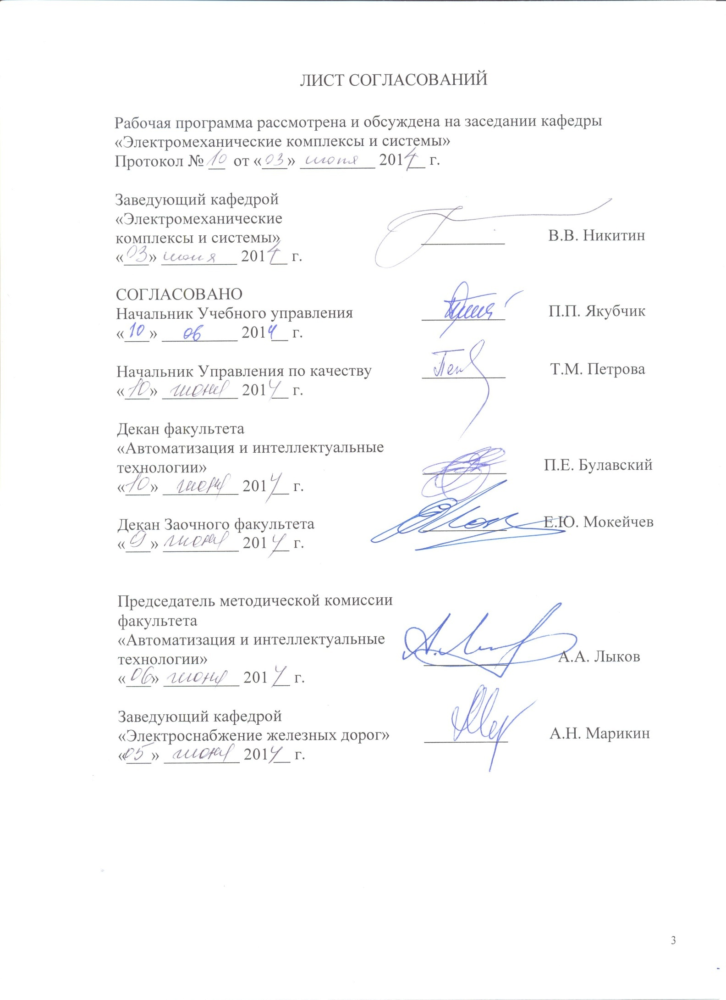 ЛИСТ СОГЛАСОВАНИЙ
Рабочая программа рассмотрена и обсуждена на заседании кафедры
«Электромеханические комплексы и системы»
Протокол № 10 от «03» июня 2014 г.
Заведующий кафедрой
«Электромеханические
комплексы и системы» В.В. Никитин
«03» июня 2014 г.
СОГЛАСОВАНО
Начальник Учебного управления П.П. Якубчик
«10» 06 2014 г.
Начальник Управления по качеству Т.М. Петрова
«10» июня 2014 г.
Декан факультета
«Автоматизация и интеллектуальные
технологии» П.Е. Булавский
«10» июня 2014 г.
Декан Заочного факультета Е.Ю. Мокейчев
«9» июня 2014 г.
Председатель методической комиссии
факультета
«Автоматизация и интеллектуальные
технологии» А.А. Лыков
«06» июня 2014 г.
Заведующий кафедрой
«Электроснабжение железных дорог» А.Н. Марикин
«05» июня 2014 г.
3